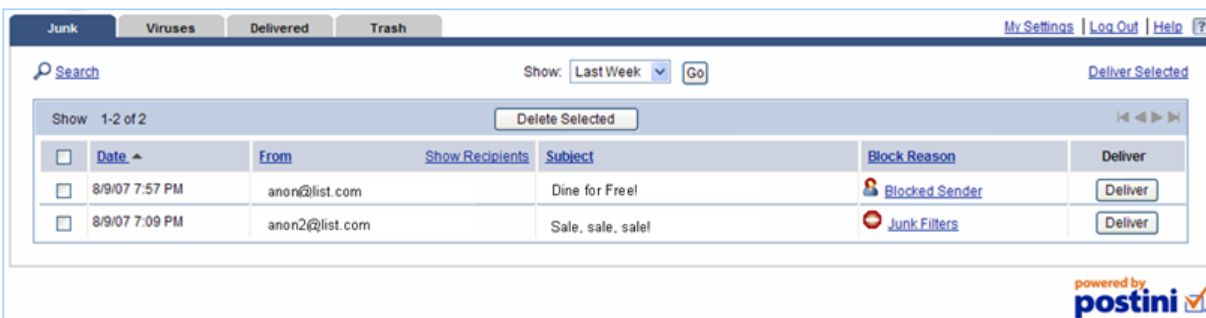 Junk Viruses Delivered Trash My Settings | Log Out | Help ?
Search Show: Last Week Go Deliver Selected
Show 1-2 of 2 Delete Selected
Date From Show Recipients Subject Block Reason Deliver
8/9/07 7:57 PM anon@list.com Dine for Free! Blocked Sender Deliver
8/9/07 7:09 PM anon2@list.com Sale, sale, sale! Junk Filters Deliver
powered by
postini